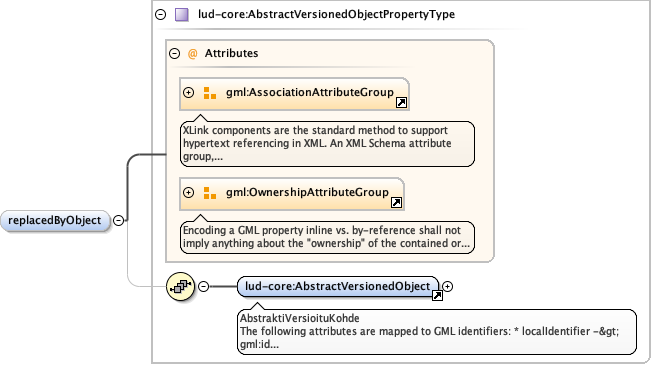 lud-core:AbstractVersionedObjectPropertyType
@ Attributes
gml:AssociationAttributeGroup
XLink components are the standard method to support
hypertext referencing in XML. An XML Schema attribute
group,...
gml:OwnershipAttributeGroup
Encoding a GML property inline vs. by-reference shall not
imply anything about the "ownership" of the contained or...
replacedByObject
lud-core:AbstractVersionedObject
AbstraktiVersioituKohde
The following attributes are mapped to GML identifiers: * localIdentifier -&gt;
gml:id...